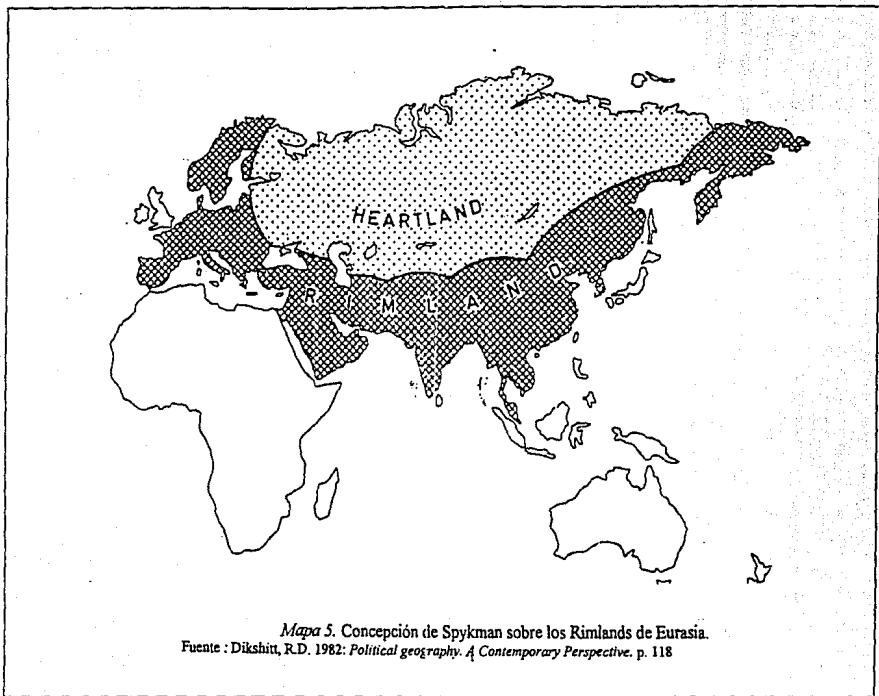 HEARTLAND
RIMLAND
Mapa 5. Concepción de Spykman sobre los Rimlands de Eurasia.
Fuente : Dikshitt, R.D. 1982: Political geography. A Contemporary Perspective. p. 118